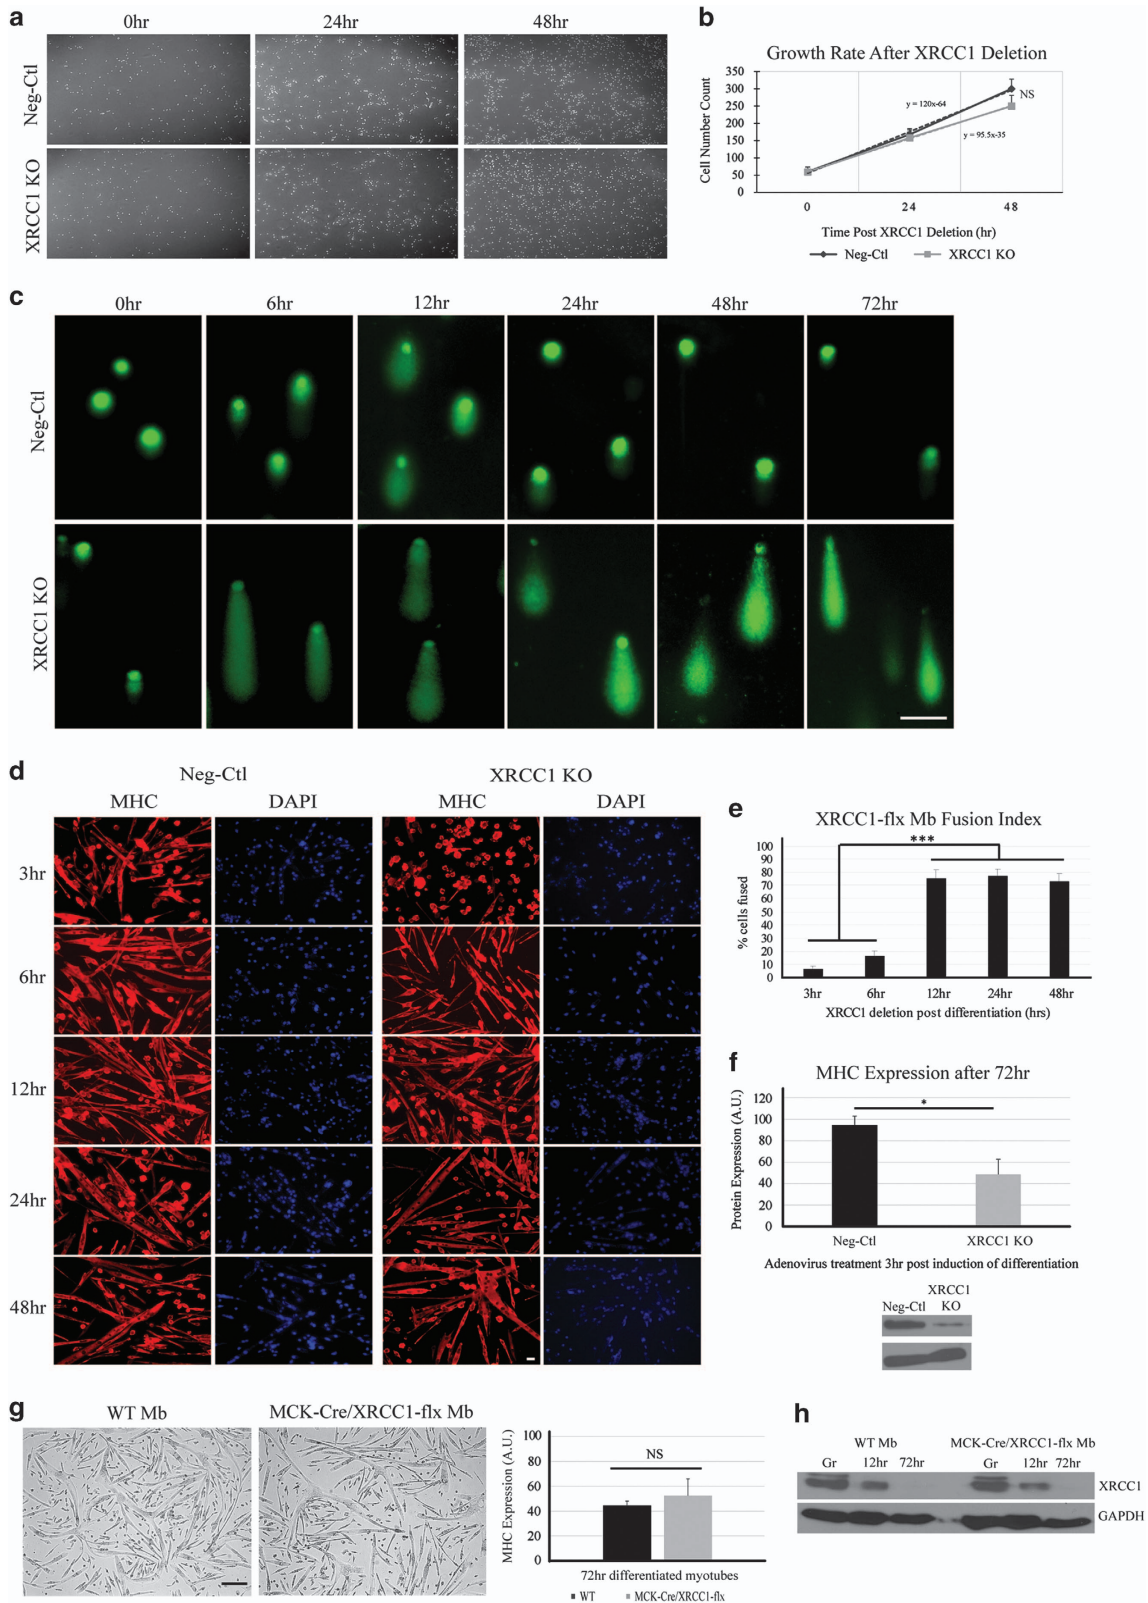 a
0hr 24hr 48hr
Neg-Ctl
XRCC1 KO
b
Growth Rate After XRCC1 Deletion
Cell Number Count
350
300
250
200
150
100
50
0
y = 120x-64
NS
y = 95.5x-35
0 24 48
Time Post XRCC1 Deletion (hr)
Neg-Ctl XRCC1 KO
c
0hr 6hr 12hr 24hr 48hr 72hr
Neg-Ctl
XRCC1 KO
d
Neg-Ctl XRCC1 KO
MHC DAPI MHC DAPI
3hr
6hr
12hr
24hr
48hr
e
XRCC1-flx Mb Fusion Index
% cells fused
100
90
80
70
60
50
40
30
20
10
0
***
3hr 6hr 12hr 24hr 48hr
XRCC1 deletion post differentiation (hrs)
f
MHC Expression after 72hr
Protein Expression (A.U.)
120
100
80
60
40
20
0
*
Neg-Ctl XRCC1 KO
Adenovirus treatment 3hr post induction of differentiation
XRCC1
Neg-Ctl KO
g
WT Mb MCK-Cre/XRCC1-flx Mb
MHC Expression (A.U.)
100
80
60
40
20
0
NS
72hr differentiated myotubes
WT MCK-Cre/XRCC1-flx
h
WT Mb MCK-Cre/XRCC1-flx Mb
Gr 12hr 72hr Gr 12hr 72hr
XRCC1
GAPDH